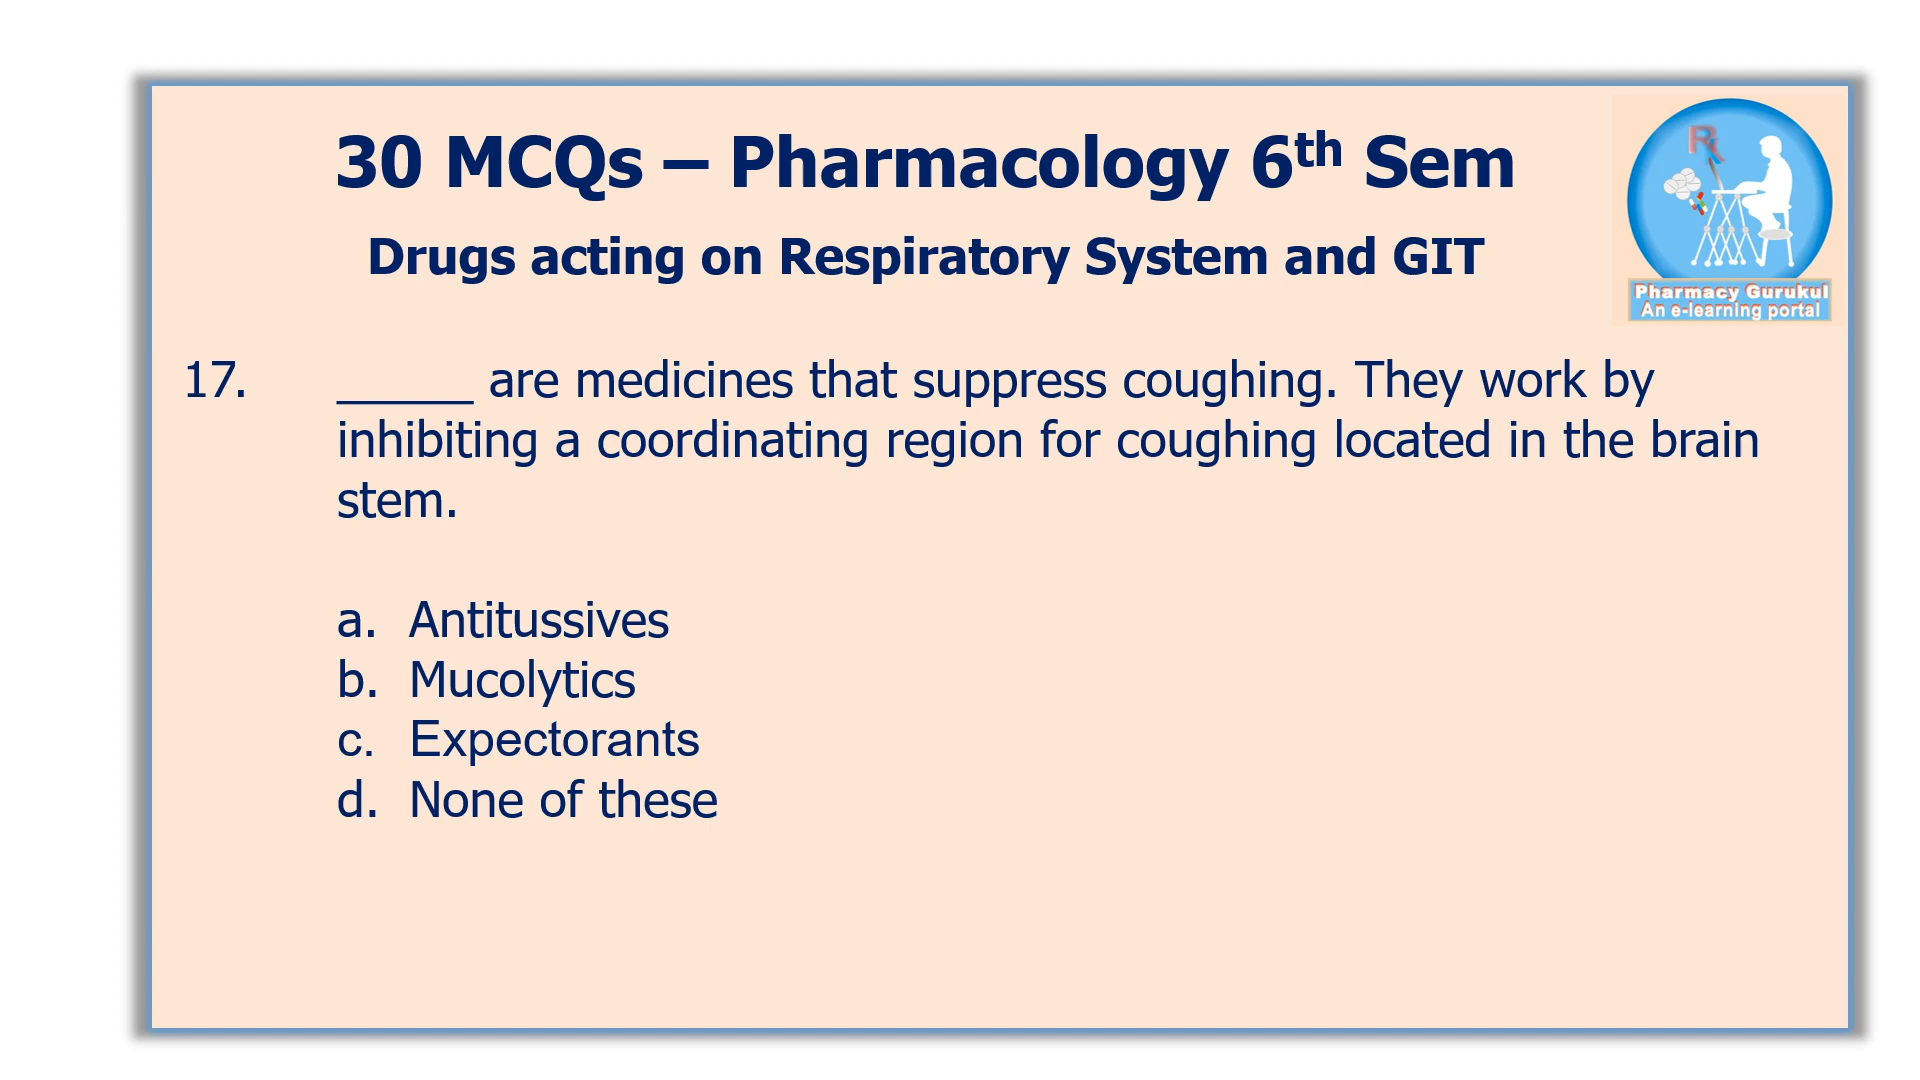 30 MCQs – Pharmacology 6th Sem
Drugs acting on Respiratory System and GIT
Rx
Pharmacy Gurukul
An e-learning portal
17. _____ are medicines that suppress coughing. They work by
inhibiting a coordinating region for coughing located in the brain
stem.
a. Antitussives
b. Mucolytics
c. Expectorants
d. None of these